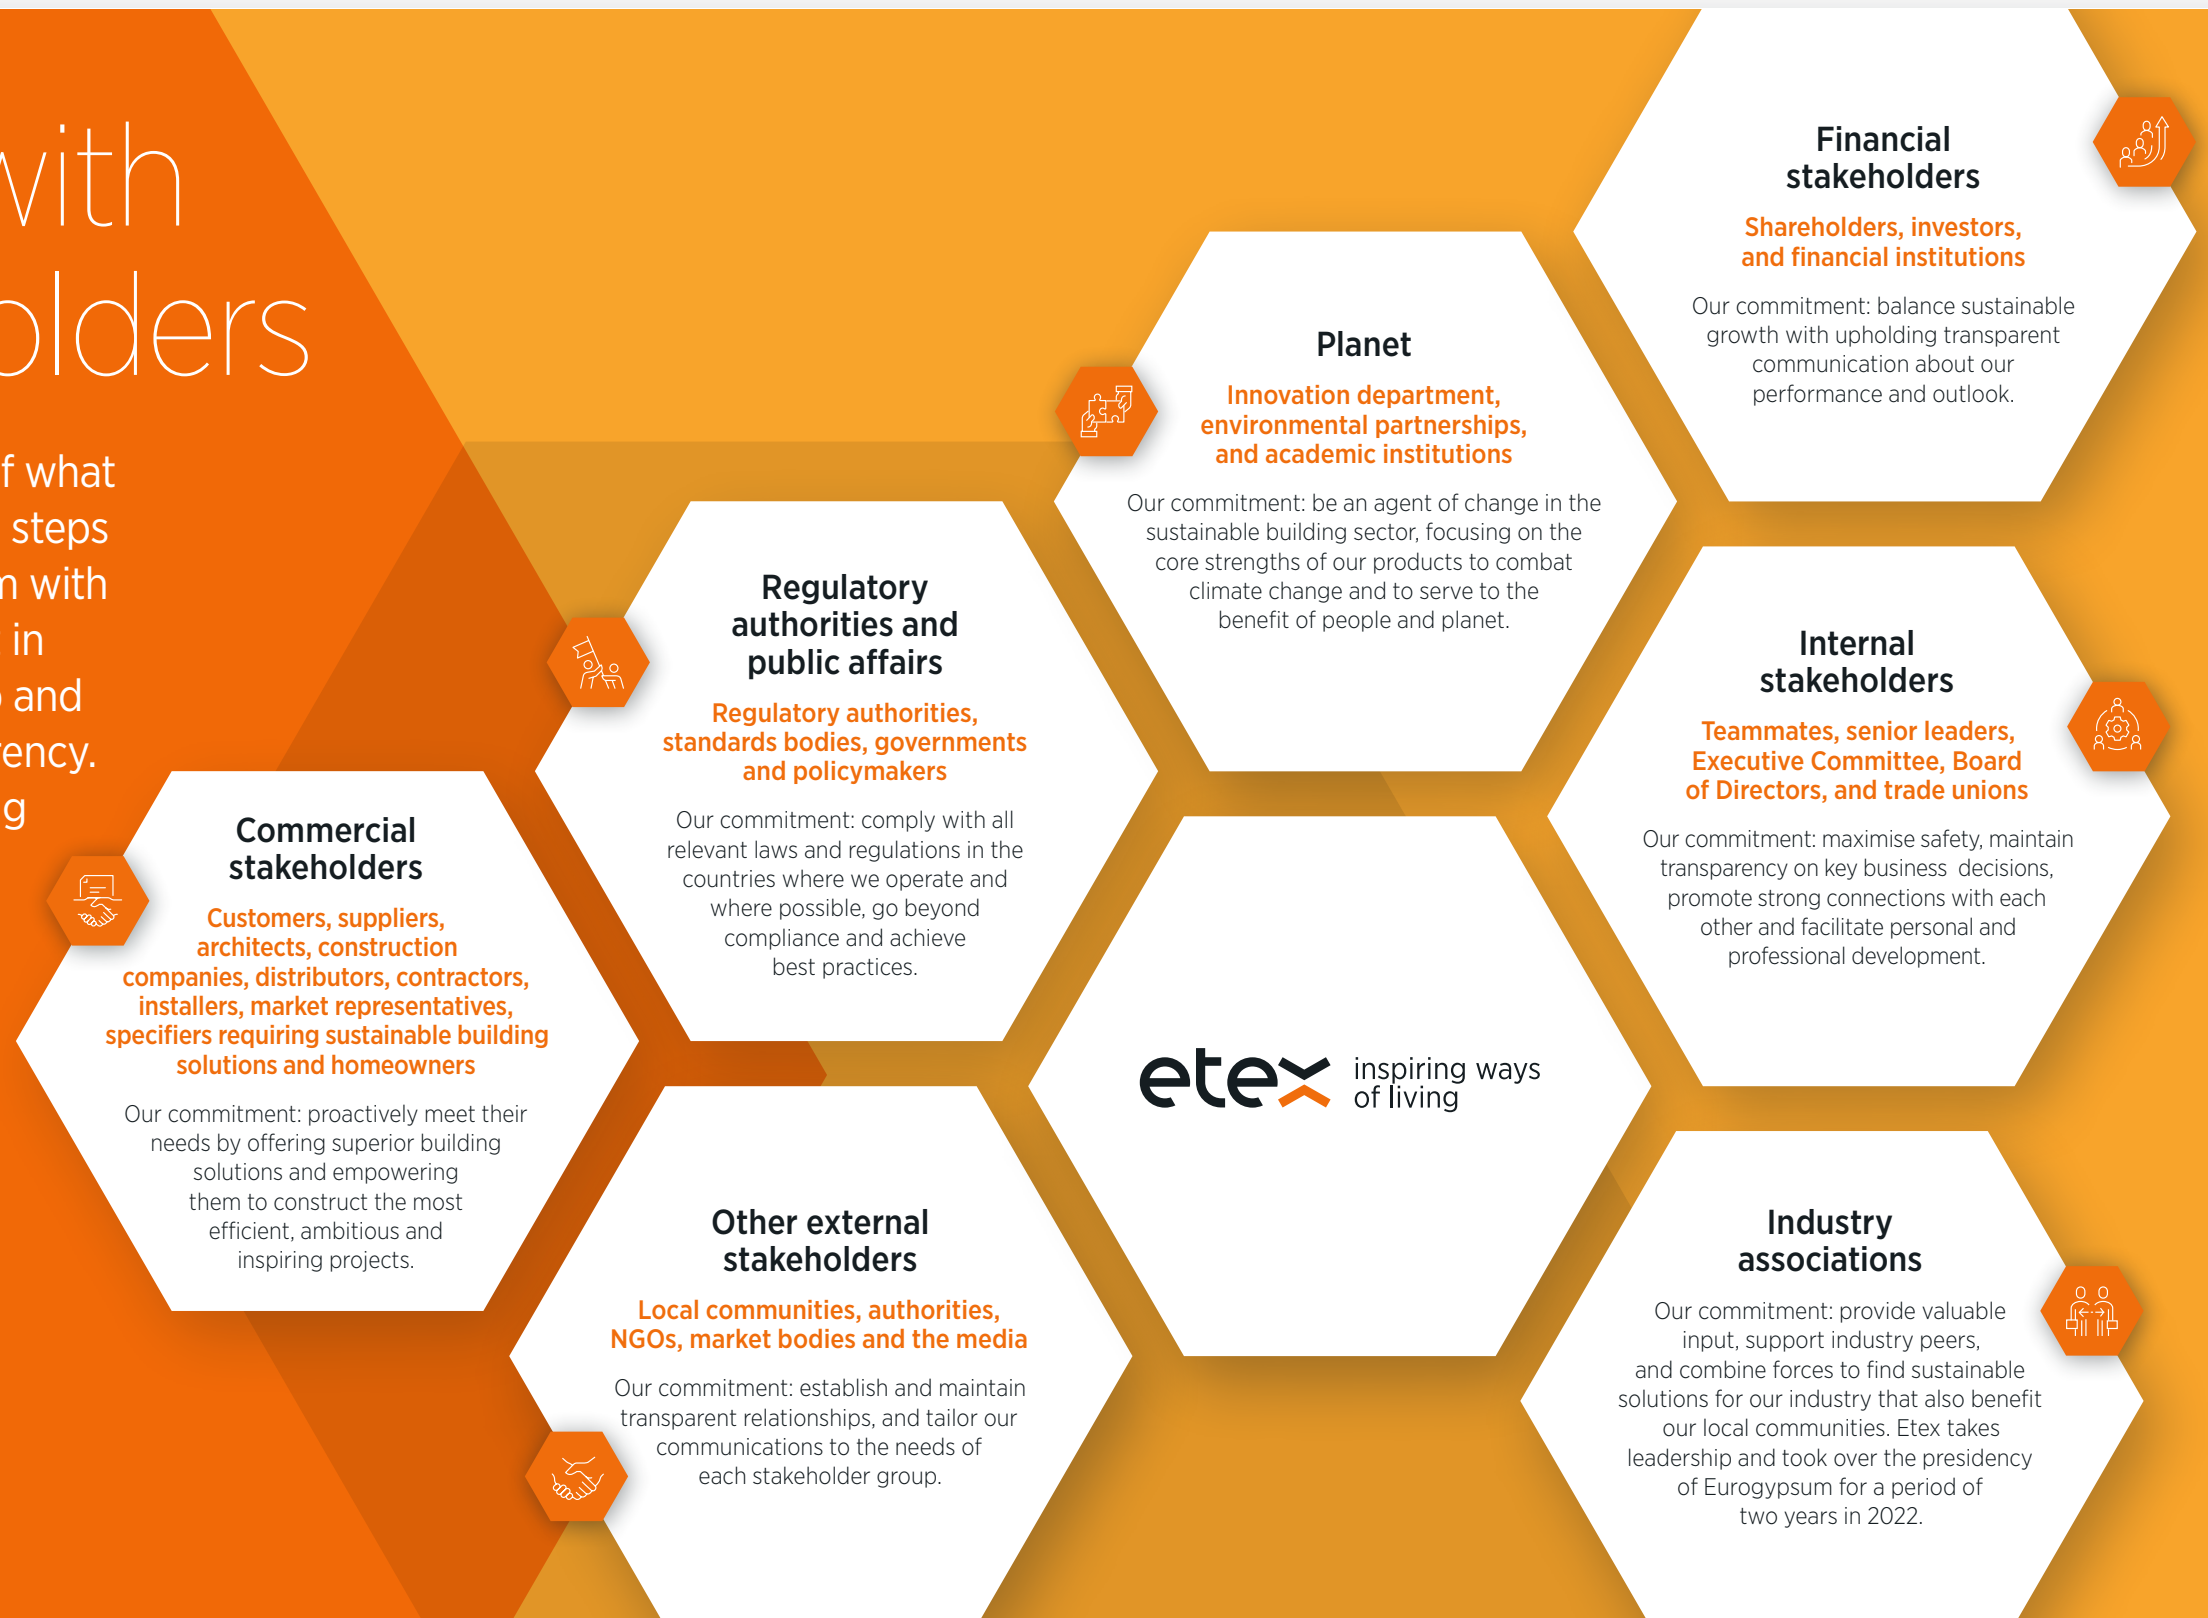 with
olders
f what
steps
with
in
and
g
Financial
stakeholders
Shareholders, investors,
and financial institutions
Our commitment: balance sustainable
growth with upholding transparent
communication about our
performance and outlook.
Planet
Innovation department,
environmental partnerships,
and academic institutions
Our commitment: be an agent of change in the
sustainable building sector, focusing on the
core strengths of our products to combat
climate change and to serve to the
benefit of people and planet.
Regulatory
authorities and
public affairs
Regulatory authorities,
standards bodies, governments
and policymakers
Our commitment: comply with all
relevant laws and regulations in the
countries where we operate and
where possible, go beyond
compliance and achieve
best practices.
Internal
stakeholders
Teammates, senior leaders,
Executive Committee, Board
of Directors, and trade unions
Our commitment: maximise safety, maintain
transparency on key business decisions,
promote strong connections with each
other and facilitate personal and
professional development.
Commercial
stakeholders
Customers, suppliers,
architects, construction
companies, distributors, contractors,
installers, market representatives,
specifiers requiring sustainable building
solutions and homeowners
Our commitment: proactively meet their
needs by offering superior building
solutions and empowering
them to construct the most
efficient, ambitious and
inspiring projects.
etex
inspiring ways
of living
Other external
stakeholders
Local communities, authorities,
NGOs, market bodies and the media
Our commitment: establish and maintain
transparent relationships, and tailor our
communications to the needs of
each stakeholder group.
Industry
associations
Our commitment: provide valuable
input, support industry peers,
and combine forces to find sustainable
solutions for our industry that also benefit
our local communities. Etex takes
leadership and took over the presidency
of Eurogypsum for a period of
two years in 2022.